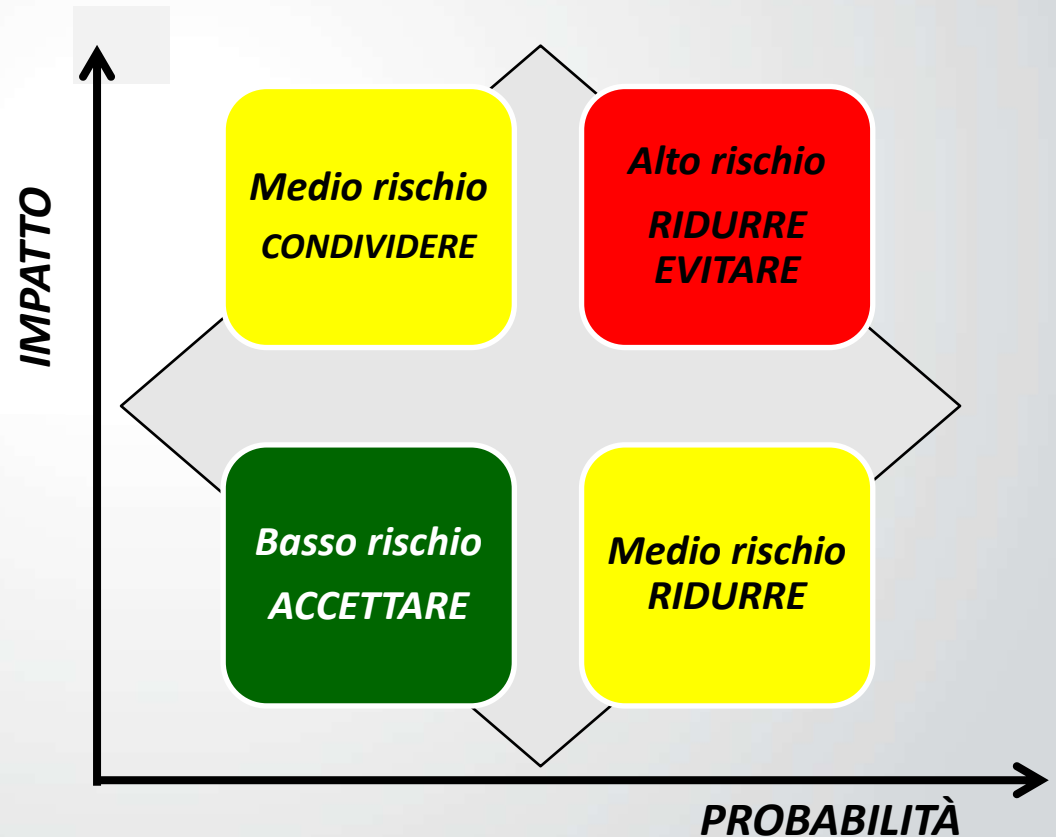 IMPATTO
Medio rischio
CONDIVIDERE
Alto rischio
RIDURRE
EVITARE
Basso rischio
ACCETTARE
Medio rischio
RIDURRE
PROBABILITÀ